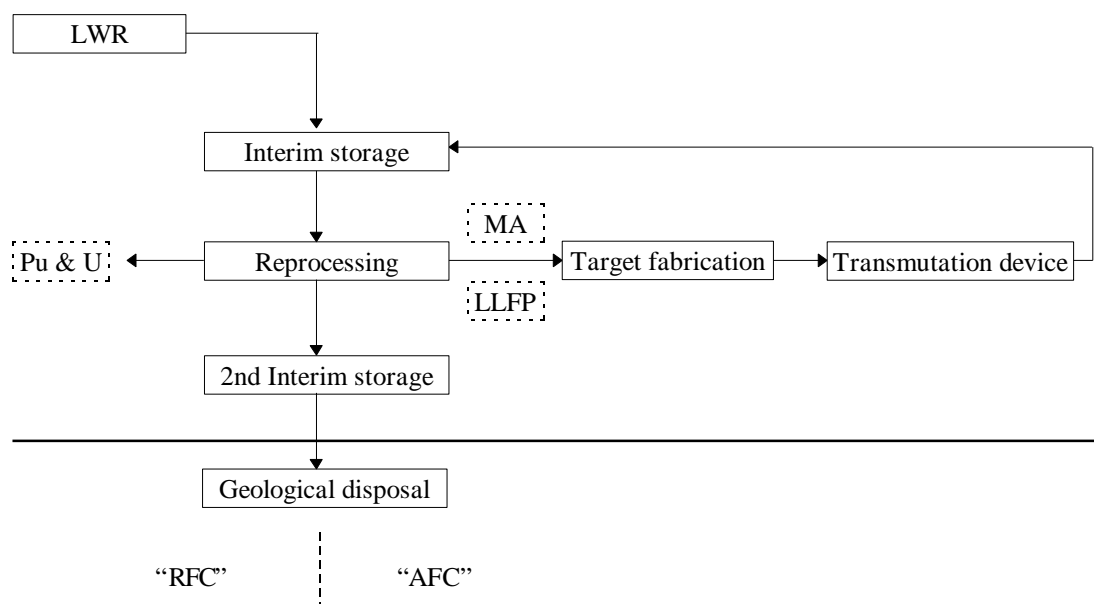 LWR
Interim storage
MA
Pu & U
Reprocessing
Target fabrication
Transmutation device
LLFP
2nd Interim storage
Geological disposal
“RFC”
“AFC”